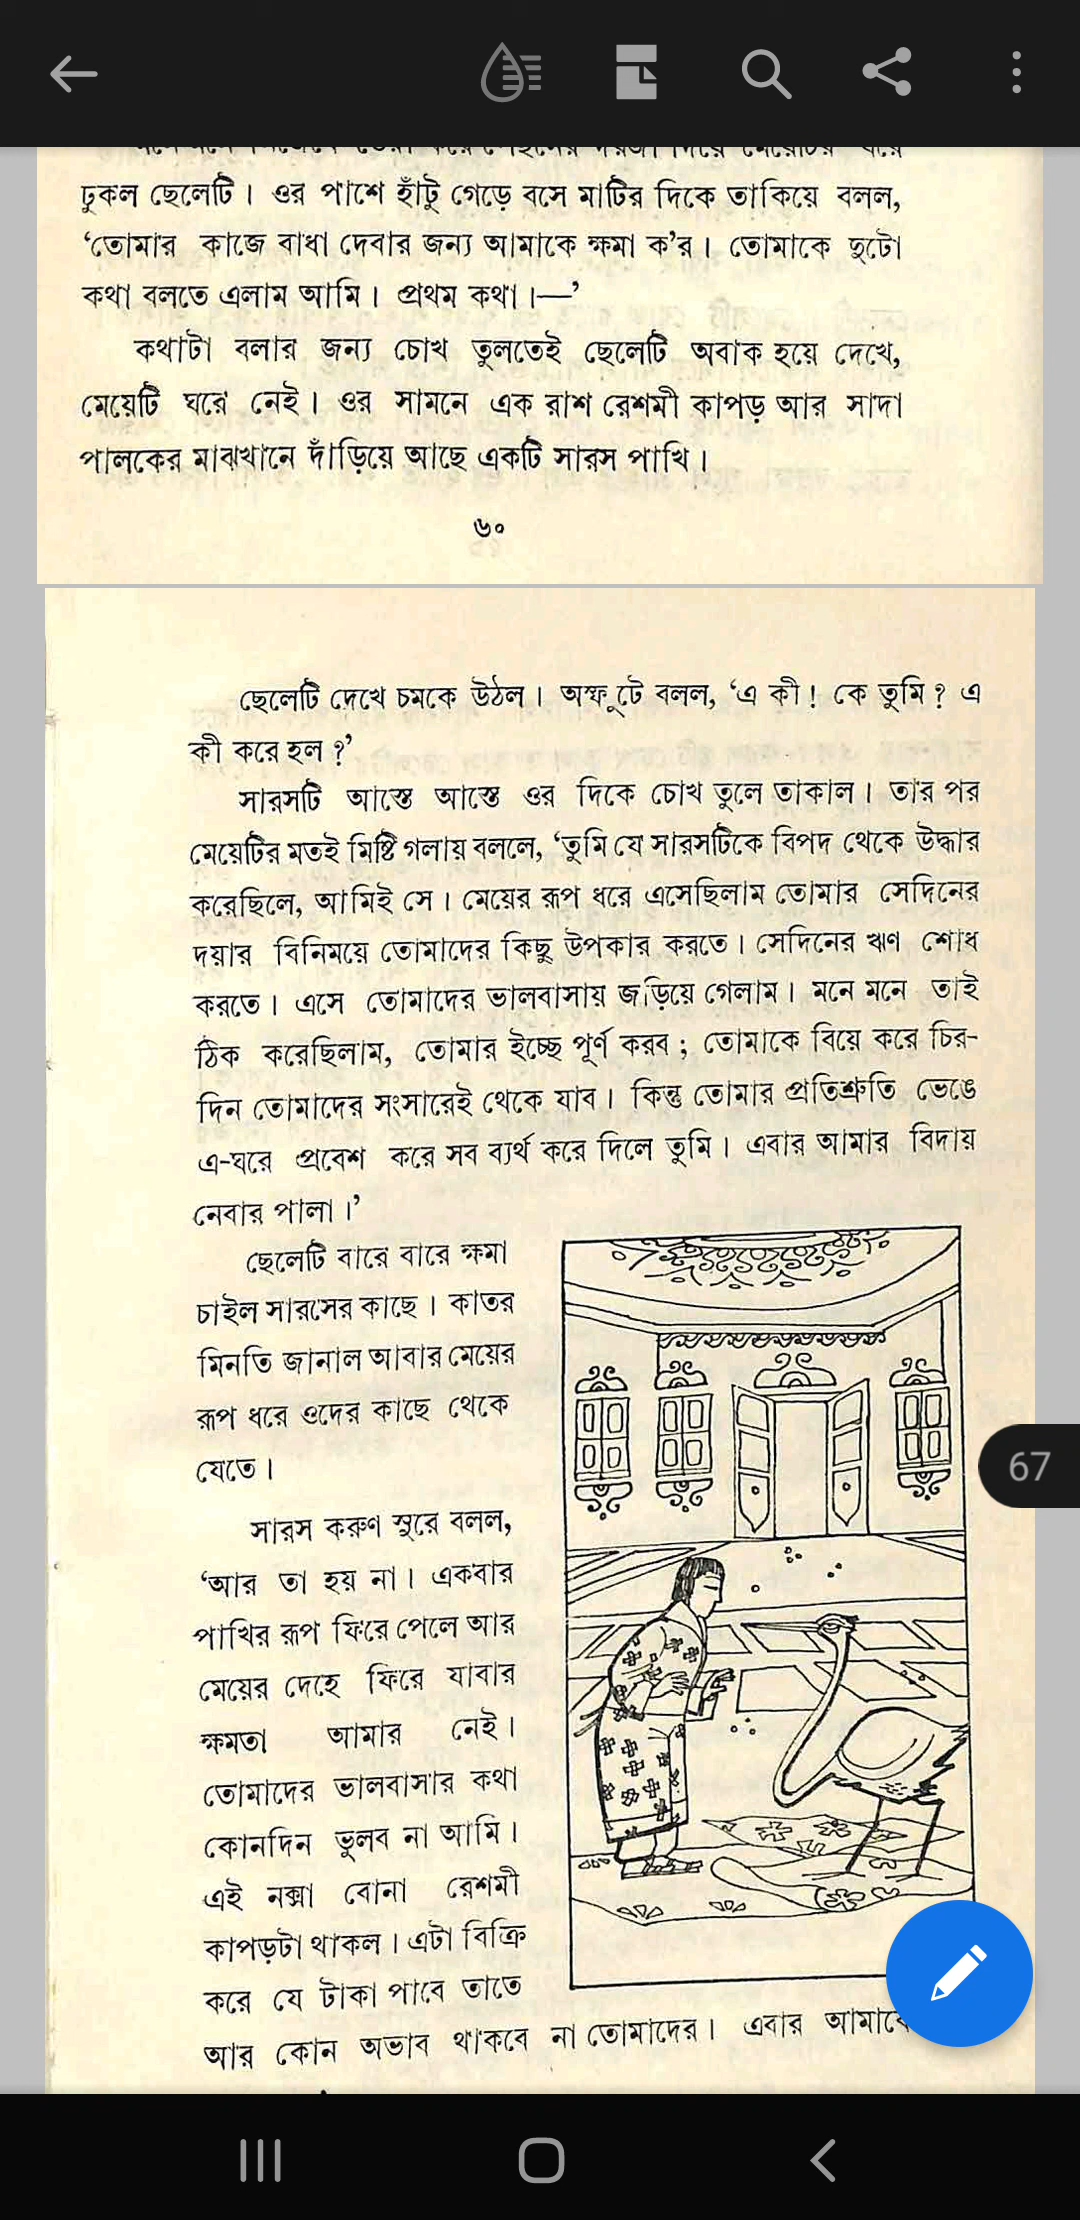 ঢুকল ছেলেটি। ওর পাশে হাঁটু গেড়ে বসে মাটির দিকে তাকিয়ে বলল,
‘তোমার কাজে বাধা দেবার জন্য আমাকে ক্ষমা ক’র। তোমাকে দুটো
কথা বলতে এলাম আমি। প্রথম কথা।—’
কথাটা বলার জন্য চোখ তুলতেই ছেলেটি অবাক হয়ে দেখে,
মেয়েটি ঘরে নেই। ওর সামনে এক রাশ রেশমী কাপড় আর সাদা
পালকের মাঝখানে দাঁড়িয়ে আছে একটি সারস পাখি।
৬০
ছেলেটি দেখে চমকে উঠল। অস্ফুটে বলল, ‘এ কী! কে তুমি? এ
কী করে হল?’
সারসটি আস্তে আস্তে ওর দিকে চোখ তুলে তাকাল। তার পর
মেয়েটির মতই মিষ্টি গলায় বললে, ‘তুমি যে সারসটিকে বিপদ থেকে উদ্ধার
করেছিলে, আমিই সে। মেয়ের রূপ ধরে এসেছিলাম তোমার সেদিনের
দয়ার বিনিময়ে তোমাদের কিছু উপকার করতে। সেদিনের ঋণ শোধ
করতে। এসে তোমাদের ভালবাসায় জড়িয়ে গেলাম। মনে মনে তাই
ঠিক করেছিলাম, তোমার ইচ্ছে পূর্ণ করব; তোমাকে বিয়ে করে চির-
দিন তোমাদের সংসারেই থেকে যাব। কিন্তু তোমার প্রতিশ্রুতি ভেঙে
এ-ঘরে প্রবেশ করে সব ব্যর্থ করে দিলে তুমি। এবার আমার বিদায়
নেবার পালা।’
ছেলেটি বারে বারে ক্ষমা
চাইল সারসের কাছে। কাতর
মিনতি জানাল আবার মেয়ের
রূপ ধরে ওদের কাছে থেকে
যেতে।
সারস করুণ সুরে বলল,
‘আর তা হয় না। একবার
পাখির রূপ ফিরে পেলে আর
মেয়ের দেহে ফিরে যাবার
ক্ষমতা আমার নেই।
তোমাদের ভালবাসার কথা
কোনদিন ভুলব না আমি।
এই নক্সা বোনা রেশমী
কাপড়টা থাকল। এটা বিক্রি
করে যে টাকা পাবে তাতে
আর কোন অভাব থাকবে না তোমাদের। এবার
67